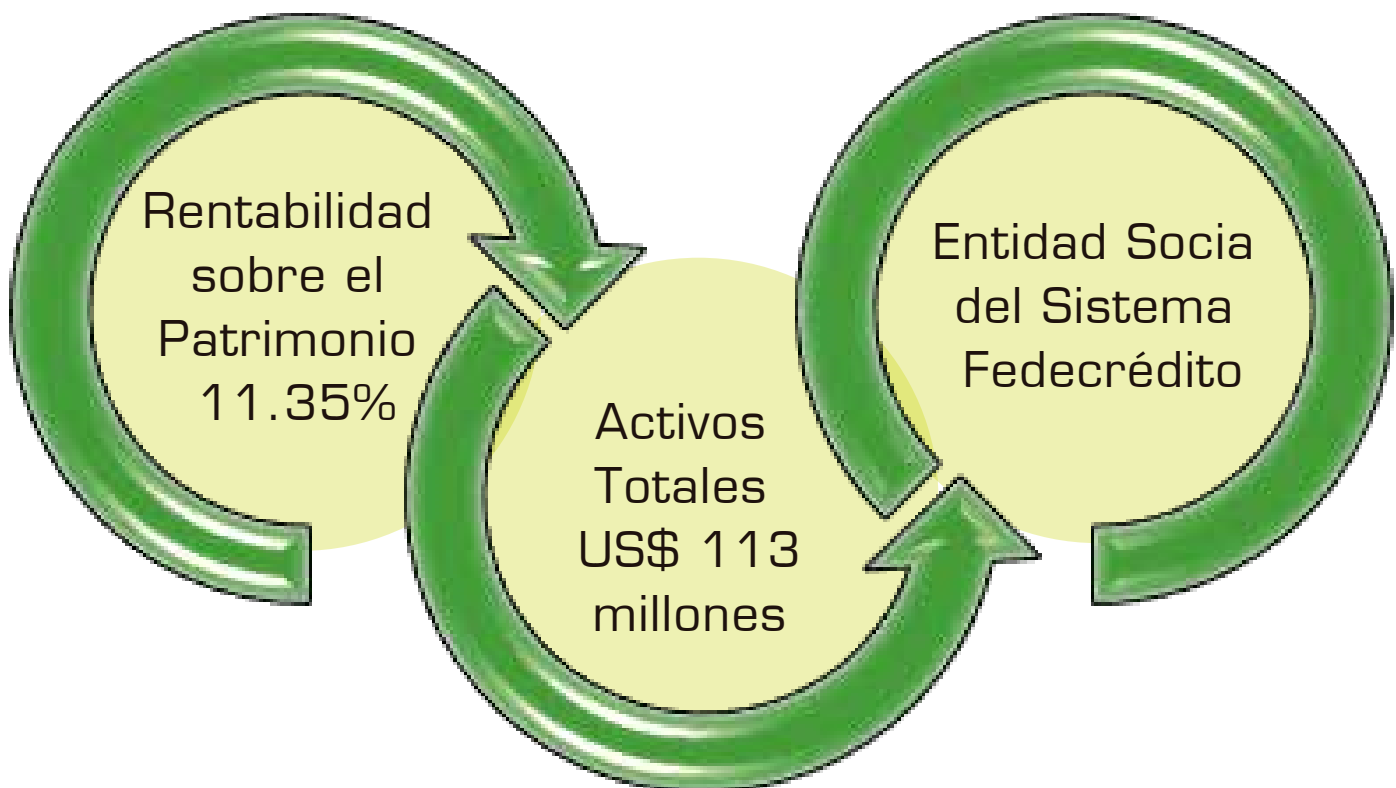 Rentabilidad
sobre el
Patrimonio
11.35%
Activos
Totales
US$ 113
millones
Entidad Socia
del Sistema
Fedecrédito